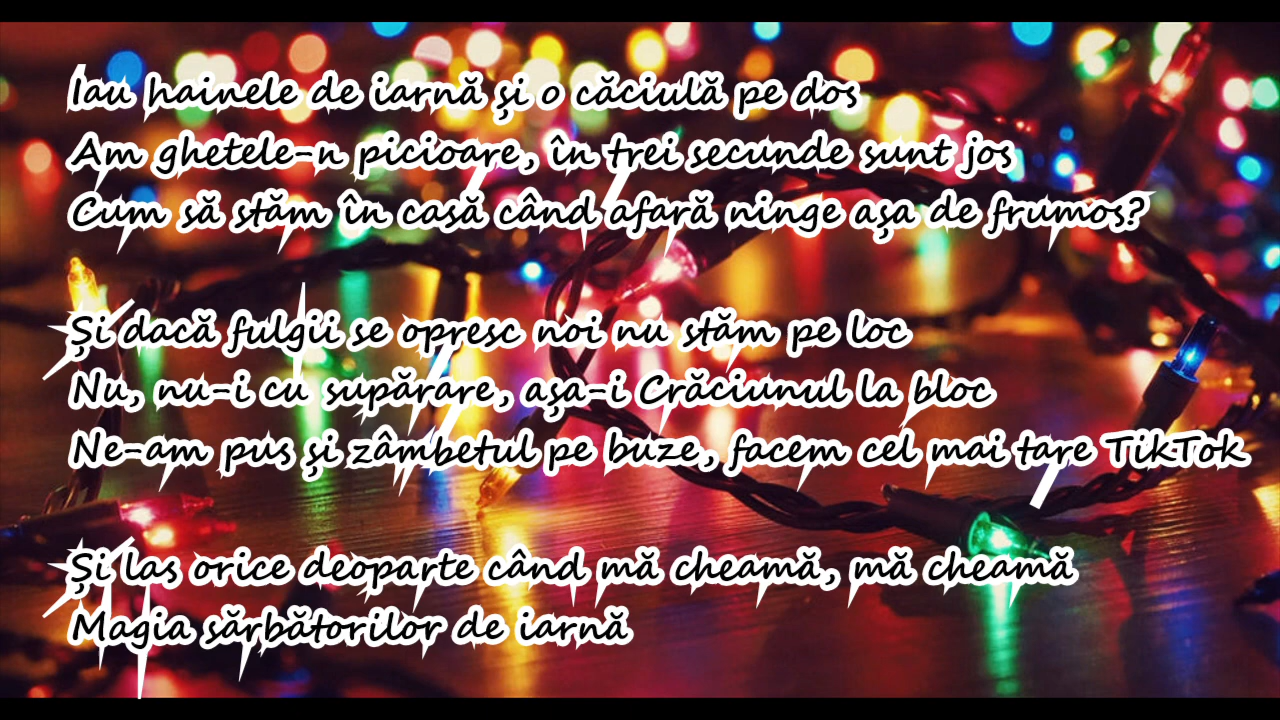 Iau hainele de iarnă și o căciulă pe dos
Am ghetele-n picioare, în trei secunde sunt jos
Cum să stăm în casă când afară ninge așa de frumos?
Și dacă fulgii se opresc noi nu stăm pe loc
Nu, nu-i cu supărare, așa-i Crăciunul la bloc
Ne-am pus și zâmbetul pe buze, facem cel mai tare TikTok
Și las orice deoparte când mă cheamă, mă cheamă
Magia sărbătorilor de iarnă